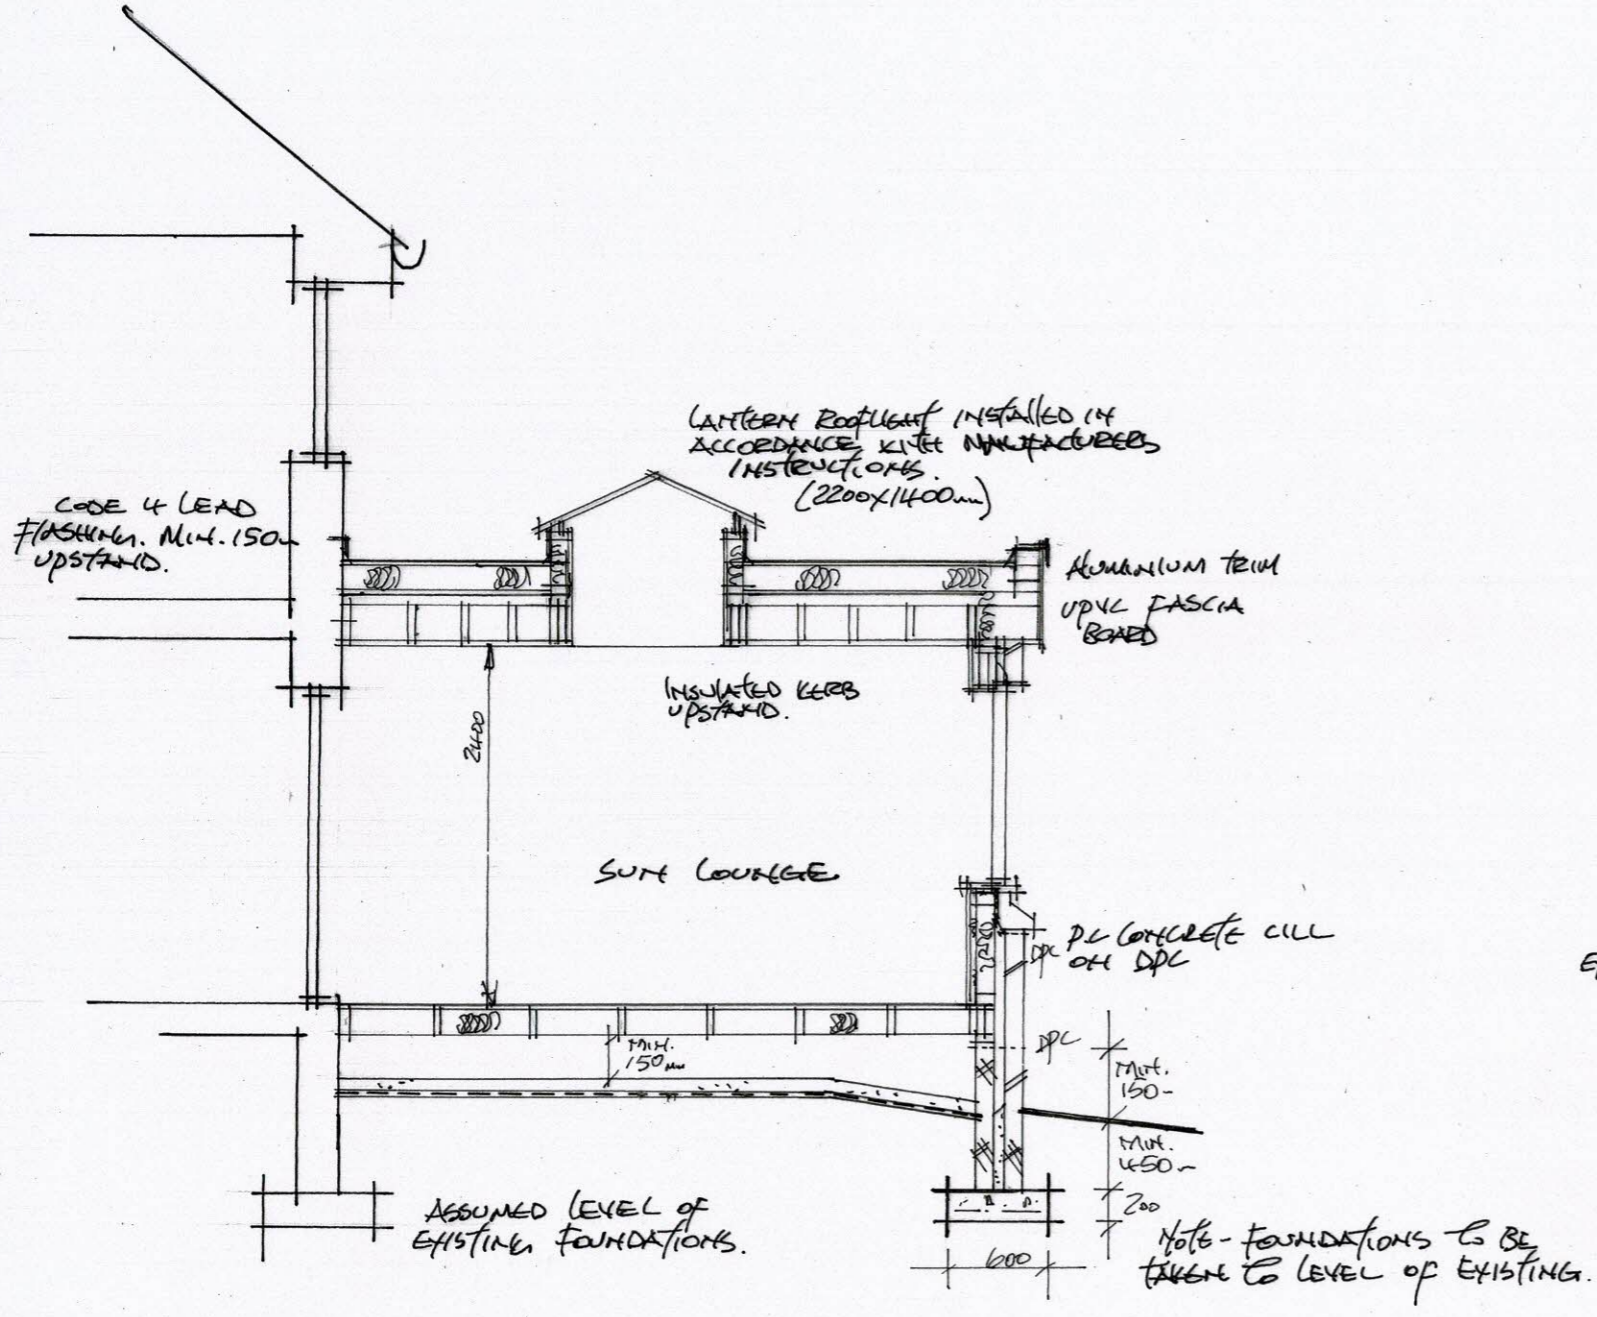 LANTERN ROOFLIGHT INSTALLED IN
ACCORDANCE WITH MANUFACTURERS
INSTRUCTIONS.
(2200X1400mm)
CODE 4 LEAD
FLASHING. MIN. 150
UPSTAND.
ALUMINIUM TRIM
UPVC FASCIA
BOARD
INSULATED KERB
UPSTAND.
2400
SUN LOUNGE
DPC
P.C CONCRETE CILL
ON DPC
DPC
MIN.
150mm
MIN.
150
MIN.
450
200
600
ASSUMED LEVEL OF
EXISTING FOUNDATIONS.
NOTE - FOUNDATIONS TO BE
TAKEN TO LEVEL OF EXISTING.